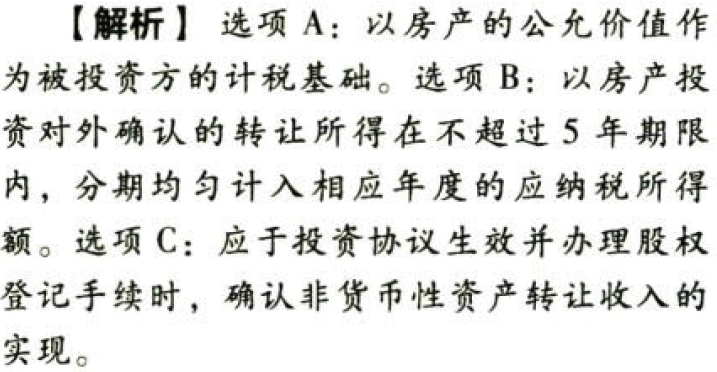 【解析】 选项 A：以房产的公允价值作
为被投资方的计税基础。选项 B：以房产投
资对外确认的转让所得在不超过 5 年期限
内，分期均匀计入相应年度的应纳税所得
额。选项 C：应于投资协议生效并办理股权
登记手续时，确认非货币性资产转让收入的
实现。